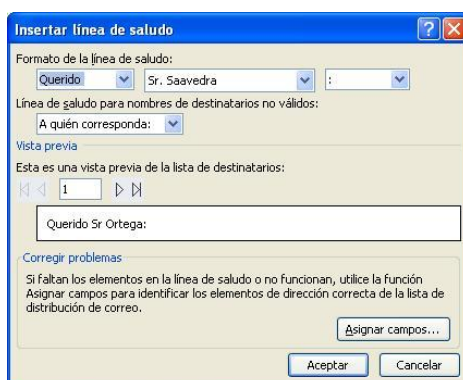 Insertar línea de saludo
Formato de la línea de saludo:
Querido Sr. Saavedra :
Línea de saludo para nombres de destinatarios no válidos:
A quién corresponda:
Vista previa
Esta es una vista previa de la lista de destinatarios:
1
Querido Sr Ortega:
Corregir problemas
Si faltan los elementos en la línea de saludo o no funcionan, utilice la función
Asignar campos para identificar los elementos de dirección correcta de la lista de
distribución de correo.
Asignar campos...
Aceptar Cancelar